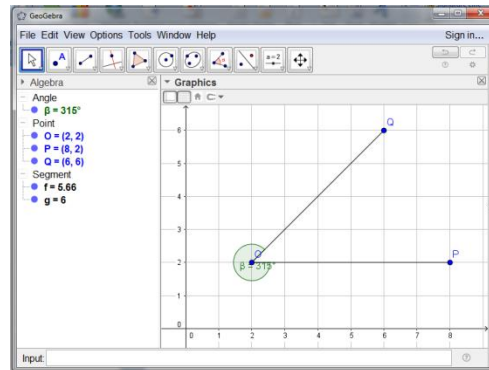 GeoGebra
File Edit View Options Tools Window Help
Sign in...
A
a=2
Algebra
Graphics
Angle
β = 315°
Point
O = (2, 2)
P = (8, 2)
Q = (6, 6)
Segment
f = 5.66
g = 6
6
5
4
3
2
1
0
0 1 2 3 4 5 6 7 8
Q
O
P
β = 315°
Input: